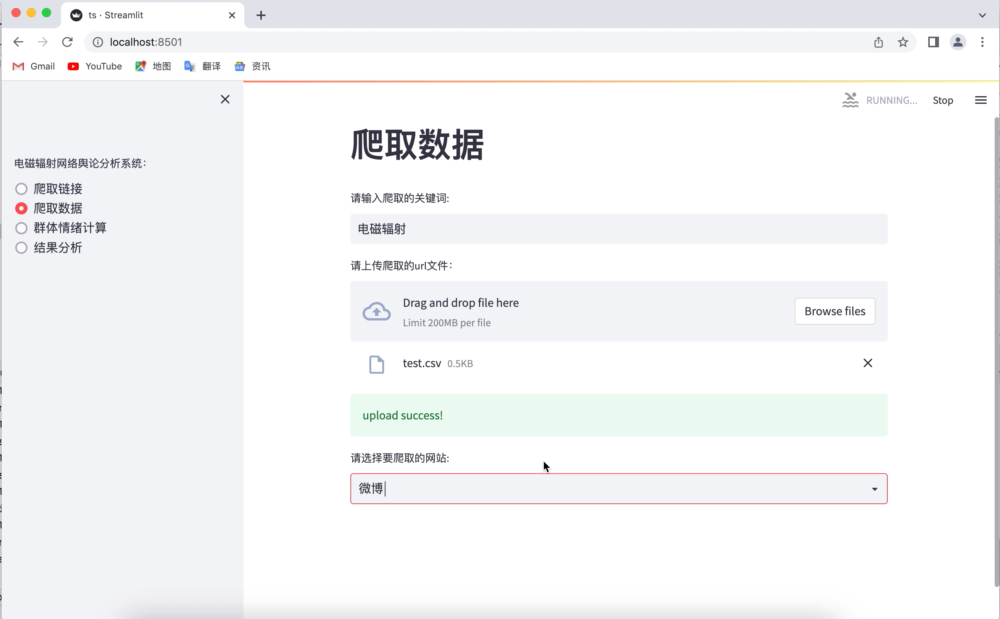 ts · Streamlit
localhost:8501
Gmail YouTube 地图 翻译 资讯
RUNNING... Stop
电磁辐射网络舆论分析系统：
爬取链接
爬取数据
群体情绪计算
结果分析
爬取数据
请输入爬取的关键词:
电磁辐射
请上传爬取的url文件：
Drag and drop file here
Limit 200MB per file
Browse files
test.csv 0.5KB
upload success!
请选择要爬取的网站:
微博